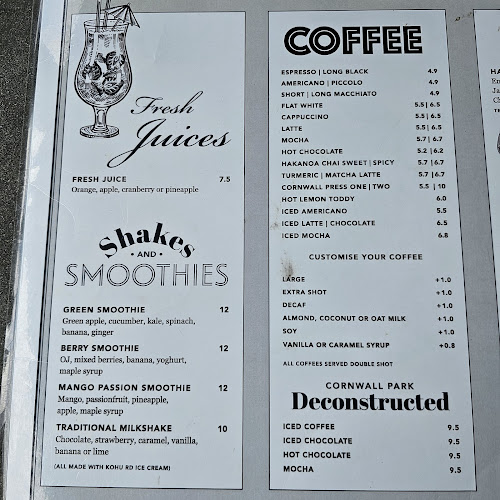 Fresh
Juices
FRESH JUICE 7.5
Orange, apple, cranberry or pineapple
Shakes
• AND •
SMOOTHIES
GREEN SMOOTHIE 12
Green apple, cucumber, kale, spinach,
banana, ginger
BERRY SMOOTHIE 12
OJ, mixed berries, banana, yoghurt,
maple syrup
MANGO PASSION SMOOTHIE 12
Mango, passionfruit, pineapple,
apple, maple syrup
TRADITIONAL MILKSHAKE 10
Chocolate, strawberry, caramel, vanilla,
banana or lime
(ALL MADE WITH KOHU RD ICE CREAM)
COFFEE
ESPRESSO | LONG BLACK 4.9
AMERICANO | PICCOLO 4.9
SHORT | LONG MACCHIATO 4.9
FLAT WHITE 5.5 | 6.5
CAPPUCCINO 5.5 | 6.5
LATTE 5.5 | 6.5
MOCHA 5.7 | 6.7
HOT CHOCOLATE 5.2 | 6.2
HAKANOA CHAI SWEET | SPICY 5.7 | 6.7
TURMERIC | MATCHA LATTE 5.7 | 6.7
CORNWALL PRESS ONE | TWO 5.5 | 10
HOT LEMON TODDY 6.0
ICED AMERICANO 5.5
ICED LATTE | CHOCOLATE 6.5
ICED MOCHA 6.8
CUSTOMISE YOUR COFFEE
LARGE +1.0
EXTRA SHOT +1.0
DECAF +1.0
ALMOND, COCONUT OR OAT MILK +1.0
SOY +1.0
VANILLA OR CARAMEL SYRUP +0.8
ALL COFFEES SERVED DOUBLE SHOT
CORNWALL PARK
Deconstructed
ICED COFFEE 9.5
ICED CHOCOLATE 9.5
HOT CHOCOLATE 9.5
MOCHA 9.5